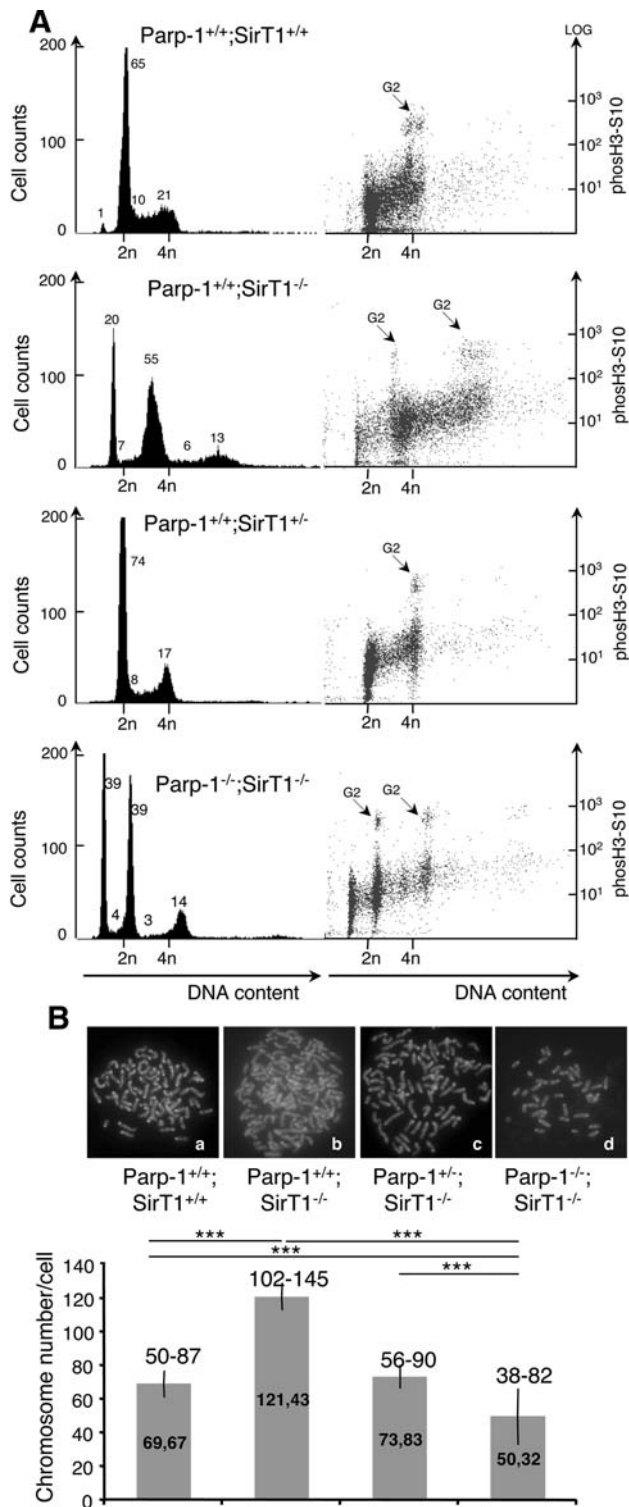 A
Parp-1+/+;SirT1+/+
LOG
200
100
0
Cell counts
1
65
10
21
2n
4n
G2
2n
4n
10³
10²
10¹
phosH3-S10
Parp-1+/+;SirT1-/-
200
100
0
Cell counts
20
7
55
6
13
2n
4n
G2
G2
2n
4n
10³
10²
10¹
phosH3-S10
Parp-1+/+;SirT1+/-
200
100
0
Cell counts
74
8
17
2n
4n
G2
2n
4n
10³
10²
10¹
phosH3-S10
Parp-1-/-;SirT1-/-
200
100
0
Cell counts
39
4
39
3
14
2n
4n
G2
G2
2n
4n
10³
10²
10¹
phosH3-S10
DNA content
DNA content
B
a
b
c
d
Parp-1+/+;
SirT1+/+
Parp-1+/+;
SirT1-/-
Parp-1+/-;
SirT1-/-
Parp-1-/-;
SirT1-/-
*** ***
***
***
Chromosome number/cell
140
120
100
80
60
40
20
0
50-87
102-145
56-90
38-82
69,67
121,43
73,83
50,32